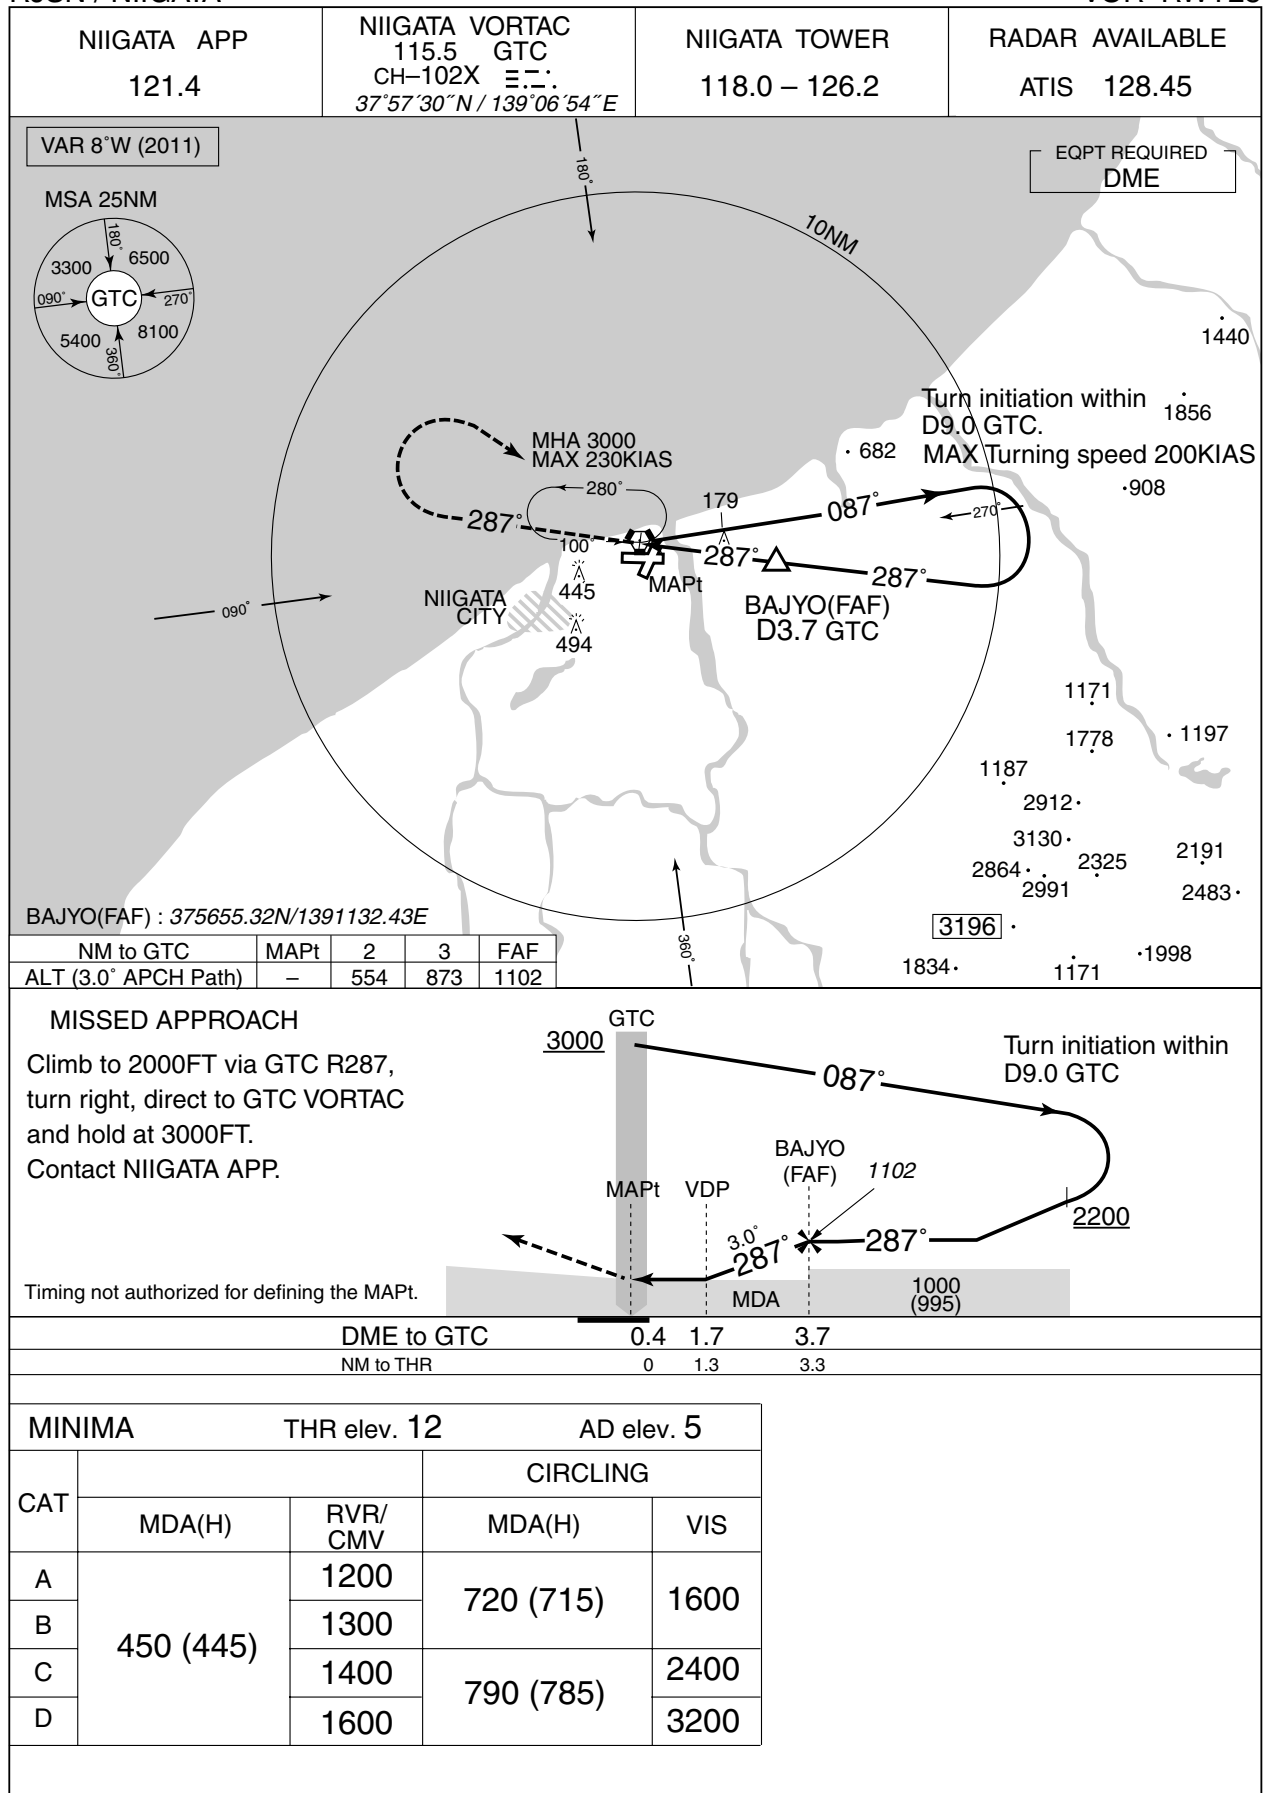 NIIGATA APP
121.4
NIIGATA VORTAC
115.5 GTC
CH–102X
37°57´30˝N / 139°06´54˝E
NIIGATA TOWER
118.0 – 126.2
RADAR AVAILABLE
ATIS 128.45
VAR 8°W (2011)
EQPT REQUIRED
DME
MSA 25NM
180°
3300
6500
090°
GTC
270°
5400
8100
360°
180°
10NM
1440
Turn initiation within
D9.0 GTC.
MAX Turning speed 200KIAS
1856
682
908
MHA 3000
MAX 230KIAS
280°
179
087°
270°
287°
100°
287°
287°
MAPt
445
NIIGATA
CITY
494
BAJYO(FAF)
D3.7 GTC
090°
1171
1778
1197
1187
2912
3130
2864
2325
2991
2191
2483
3196
1834
1171
1998
360°
BAJYO(FAF) : 375655.32N/1391132.43E
NM to GTC MAPt 2 3 FAF
ALT (3.0° APCH Path) – 554 873 1102
MISSED APPROACH
Climb to 2000FT via GTC R287,
turn right, direct to GTC VORTAC
and hold at 3000FT.
Contact NIIGATA APP.
Timing not authorized for defining the MAPt.
GTC
3000
087°
Turn initiation within
D9.0 GTC
BAJYO
(FAF)
1102
MAPt VDP
2200
3.0°
287°
287°
MDA
1000
(995)
DME to GTC 0.4 1.7 3.7
NM to THR 0 1.3 3.3
MINIMA THR elev. 12 AD elev. 5
CAT
CIRCLING
MDA(H)
RVR/
CMV
MDA(H)
VIS
A
1200
720 (715)
1600
B
1300
450 (445)
C
1400
790 (785)
2400
D
1600
3200